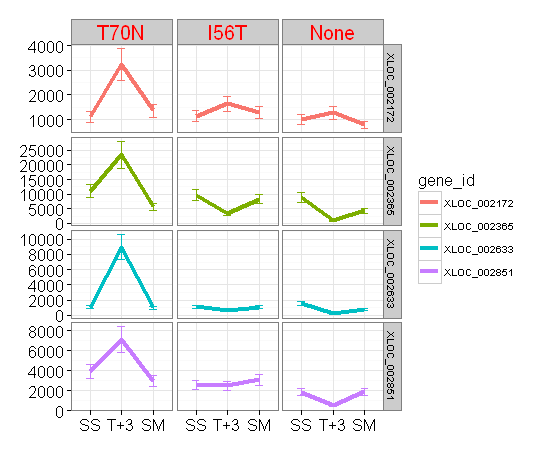 T70N I56T None
4000
3000
2000
1000
XLOC_002172
25000
20000
15000
10000
5000
0
XLOC_002365
10000
8000
6000
4000
2000
0
XLOC_002633
8000
6000
4000
2000
0
XLOC_002851
SS T+3 SM SS T+3 SM SS T+3 SM
gene_id
XLOC_002172
XLOC_002365
XLOC_002633
XLOC_002851